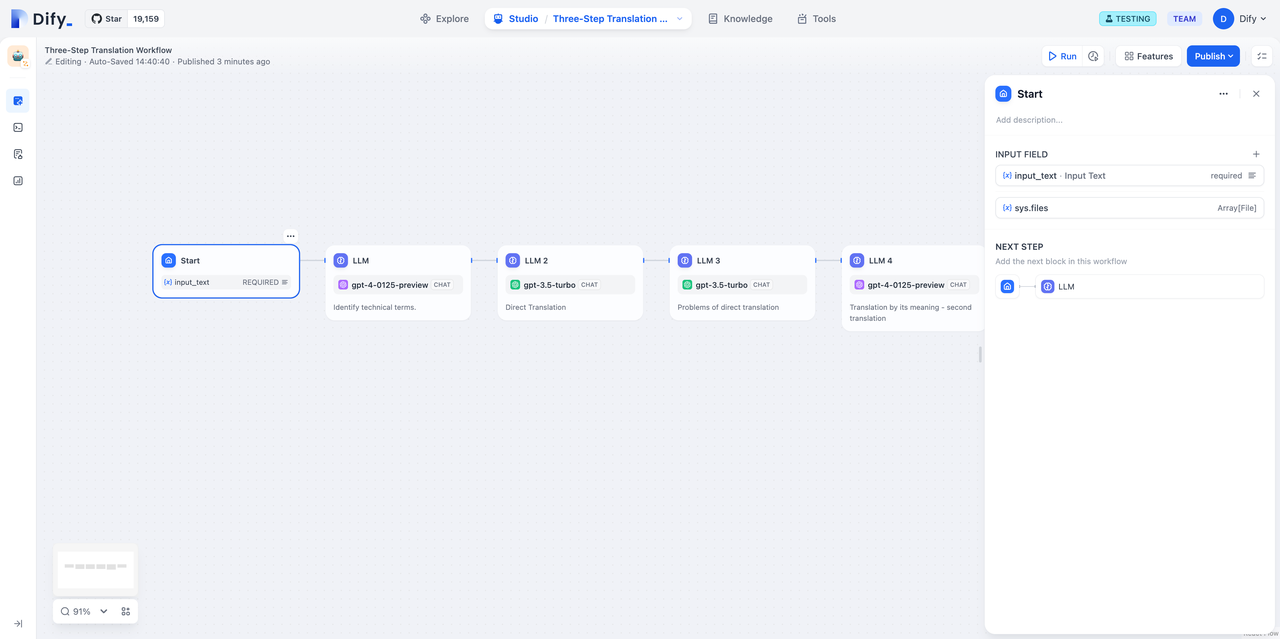 Dify_
Star 19,159
Explore
Studio / Three-Step Translation ...
Knowledge
Tools
TESTING
TEAM
D Dify
Three-Step Translation Workflow
Editing · Auto-Saved 14:40:40 · Published 3 minutes ago
Run
Features
Publish
Start
Add description...
INPUT FIELD
{x} input_text · Input Text required
{x} sys.files Array[File]
NEXT STEP
Add the next block in this workflow
LLM
Start
{x} input_text REQUIRED
LLM
gpt-4-0125-preview CHAT
Identify technical terms.
LLM 2
gpt-3.5-turbo CHAT
Direct Translation
LLM 3
gpt-3.5-turbo CHAT
Problems of direct translation
LLM 4
gpt-4-0125-preview CHAT
Translation by its meaning - second
translation
91%